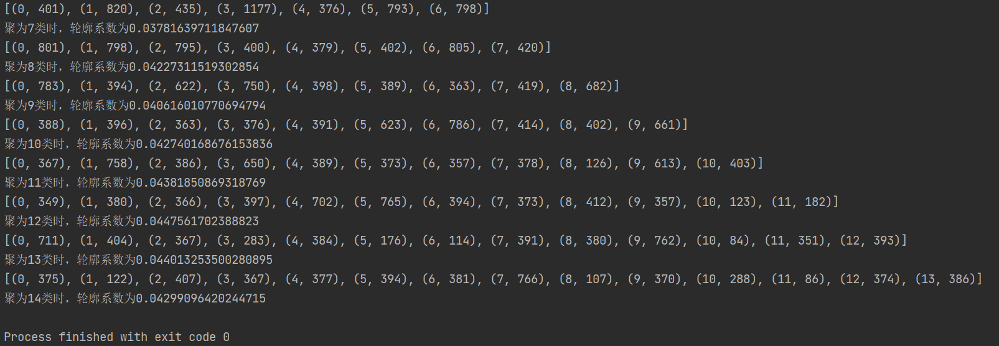 [(0, 401), (1, 820), (2, 435), (3, 1177), (4, 376), (5, 793), (6, 798)]
聚为7类时，轮廓系数为0.03781639711847607
[(0, 801), (1, 798), (2, 795), (3, 400), (4, 379), (5, 402), (6, 805), (7, 420)]
聚为8类时，轮廓系数为0.04227311519302854
[(0, 783), (1, 394), (2, 622), (3, 750), (4, 398), (5, 389), (6, 363), (7, 419), (8, 682)]
聚为9类时，轮廓系数为0.040616010770694794
[(0, 388), (1, 396), (2, 363), (3, 376), (4, 391), (5, 623), (6, 786), (7, 414), (8, 402), (9, 661)]
聚为10类时，轮廓系数为0.042740168676153836
[(0, 367), (1, 758), (2, 386), (3, 650), (4, 389), (5, 373), (6, 357), (7, 378), (8, 126), (9, 613), (10, 403)]
聚为11类时，轮廓系数为0.04381850869318769
[(0, 349), (1, 380), (2, 366), (3, 397), (4, 702), (5, 765), (6, 394), (7, 373), (8, 412), (9, 357), (10, 123), (11, 182)]
聚为12类时，轮廓系数为0.0447561702388823
[(0, 711), (1, 404), (2, 367), (3, 283), (4, 384), (5, 176), (6, 114), (7, 391), (8, 380), (9, 762), (10, 84), (11, 351), (12, 393)]
聚为13类时，轮廓系数为0.044013253500280895
[(0, 375), (1, 122), (2, 407), (3, 367), (4, 377), (5, 394), (6, 381), (7, 766), (8, 107), (9, 370), (10, 288), (11, 86), (12, 374), (13, 386)]
聚为14类时，轮廓系数为0.04299096420244715
Process finished with exit code 0